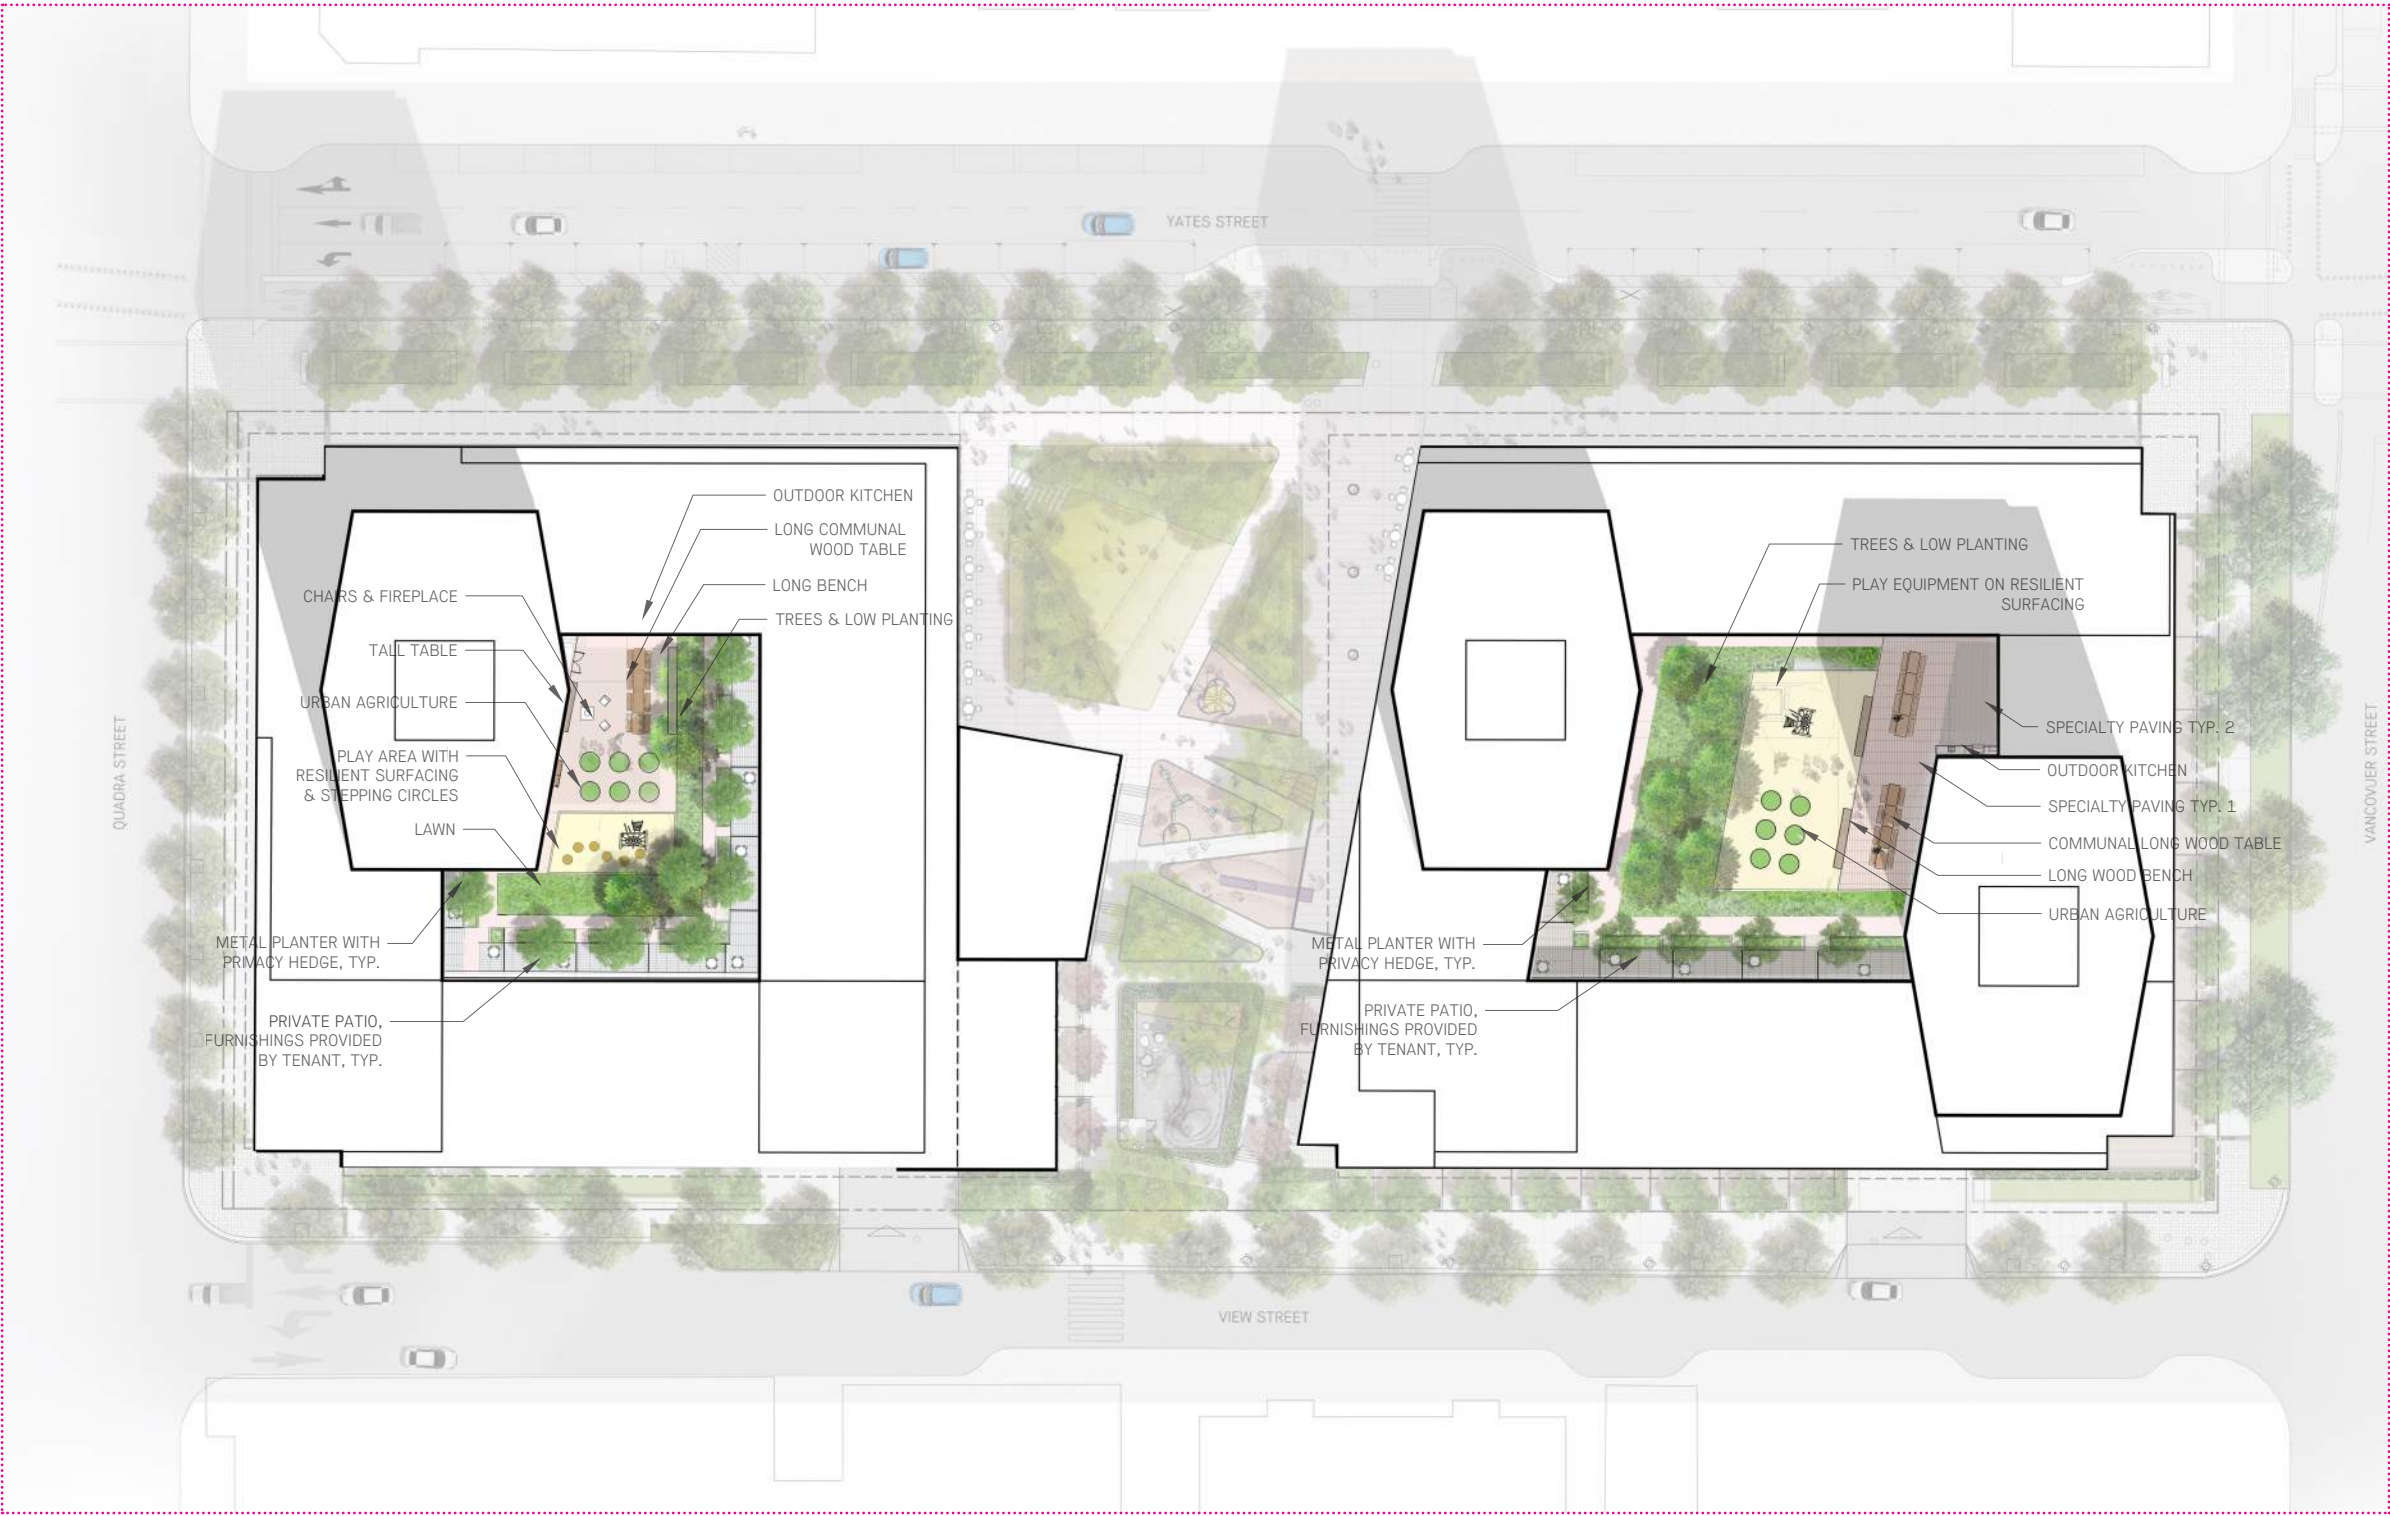 YATES STREET
QUADRA STREET
OUTDOOR KITCHEN
LONG COMMUNAL
WOOD TABLE
LONG BENCH
TREES & LOW PLANTING
CHAIRS & FIREPLACE
TALL TABLE
URBAN AGRICULTURE
PLAY AREA WITH
RESILIENT SURFACING
& STEPPING CIRCLES
LAWN
METAL PLANTER WITH
PRIVACY HEDGE, TYP.
PRIVATE PATIO,
FURNISHINGS PROVIDED
BY TENANT, TYP.
TREES & LOW PLANTING
PLAY EQUIPMENT ON RESILIENT
SURFACING
SPECIALTY PAVING TYP. 2
OUTDOOR KITCHEN
SPECIALTY PAVING TYP. 1
COMMUNAL LONG WOOD TABLE
LONG WOOD BENCH
URBAN AGRICULTURE
METAL PLANTER WITH
PRIVACY HEDGE, TYP.
PRIVATE PATIO,
FURNISHINGS PROVIDED
BY TENANT, TYP.
VANCOVUER STREET
VIEW STREET